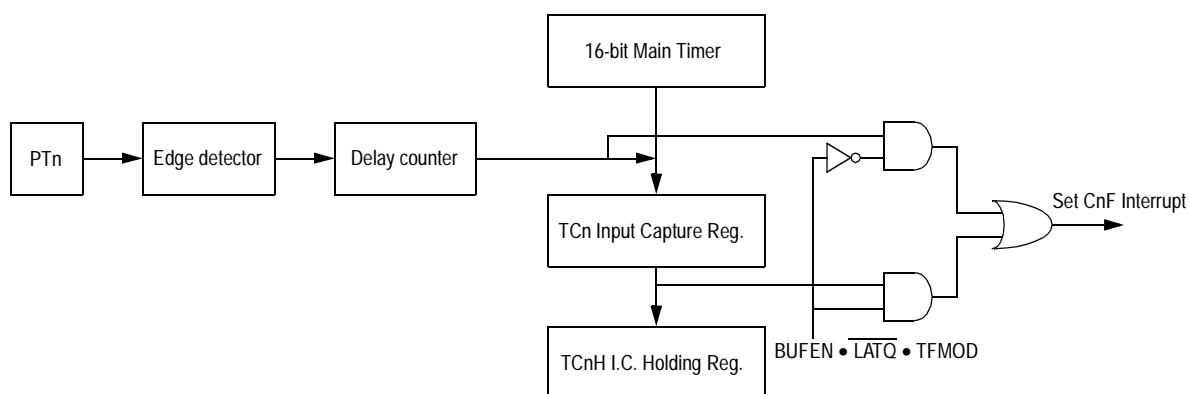 16-bit Main Timer
PTn
Edge detector
Delay counter
Set CnF Interrupt
TCn Input Capture Reg.
BUFEN • L̅A̅T̅Q̅ • TFMOD
TCnH I.C. Holding Reg.